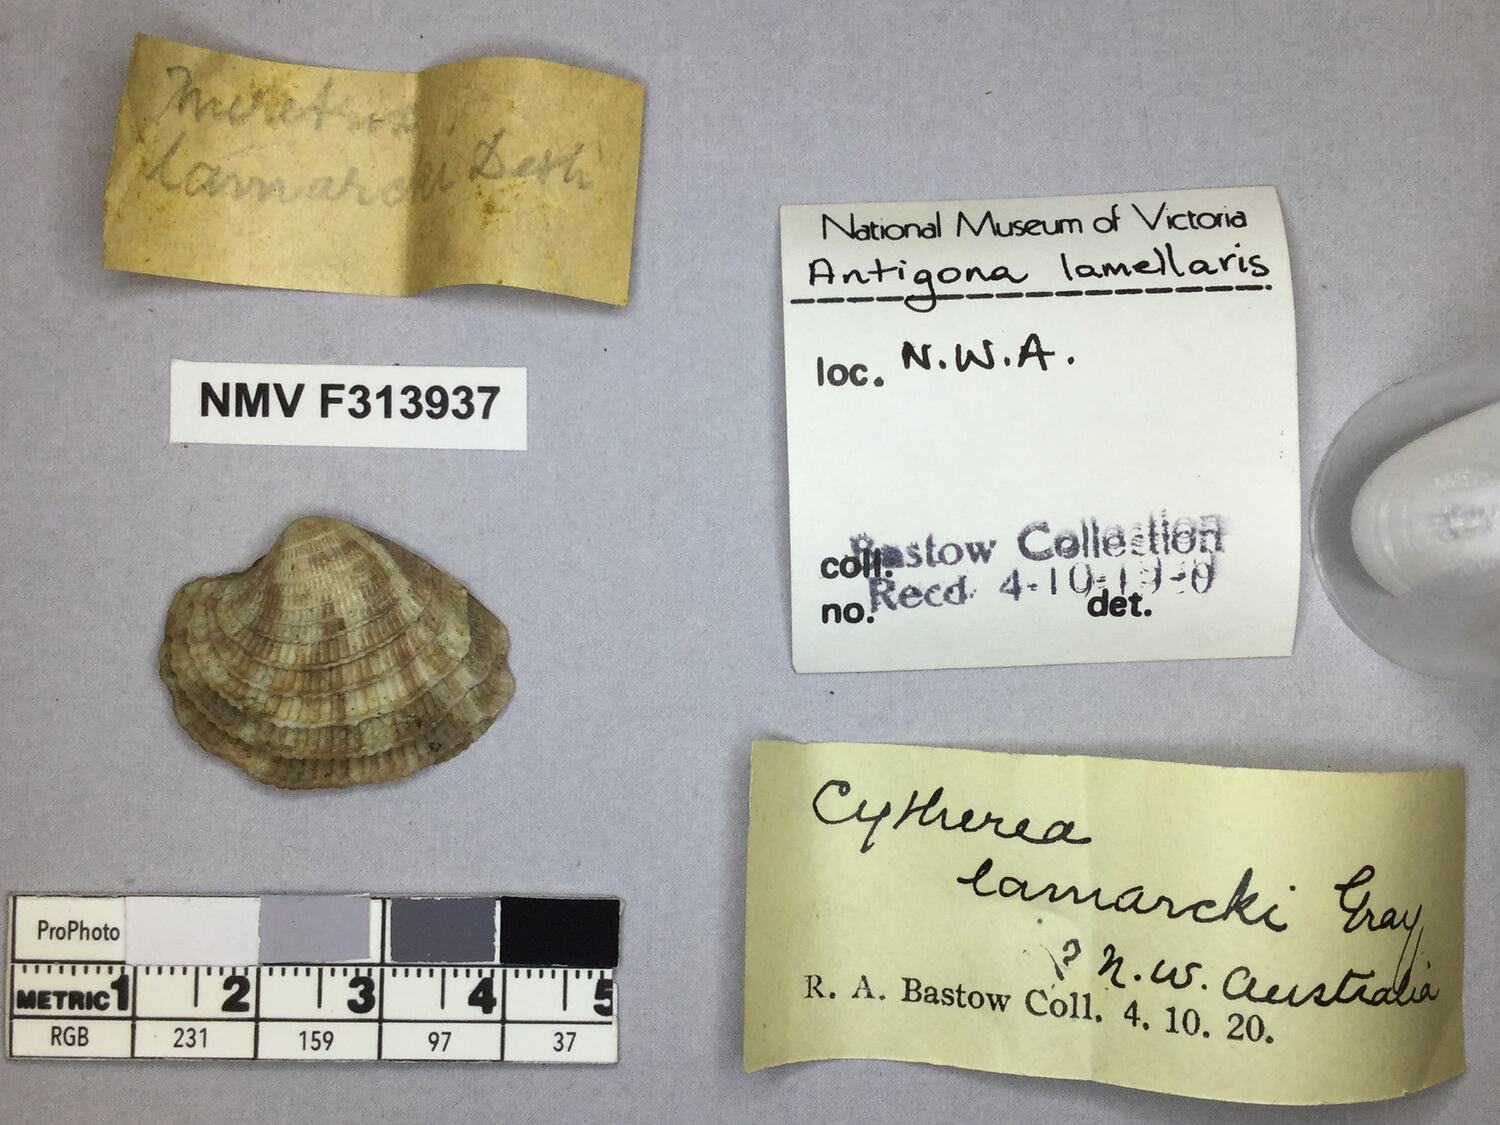 Meretrix
Lamarckii Desh
NMV F313937
National Museum of Victoria
Antigona lamellaris
loc. N.W.A.
Bastow Collection
coll.
Recd. 4-10-19
no.
det.
Cytherea
lamarcki Gray
? N.W. Australia
R. A. Bastow Coll. 4. 10. 20.
ProPhoto
METRIC 1 2 3 4 5
RGB 231 159 97 37